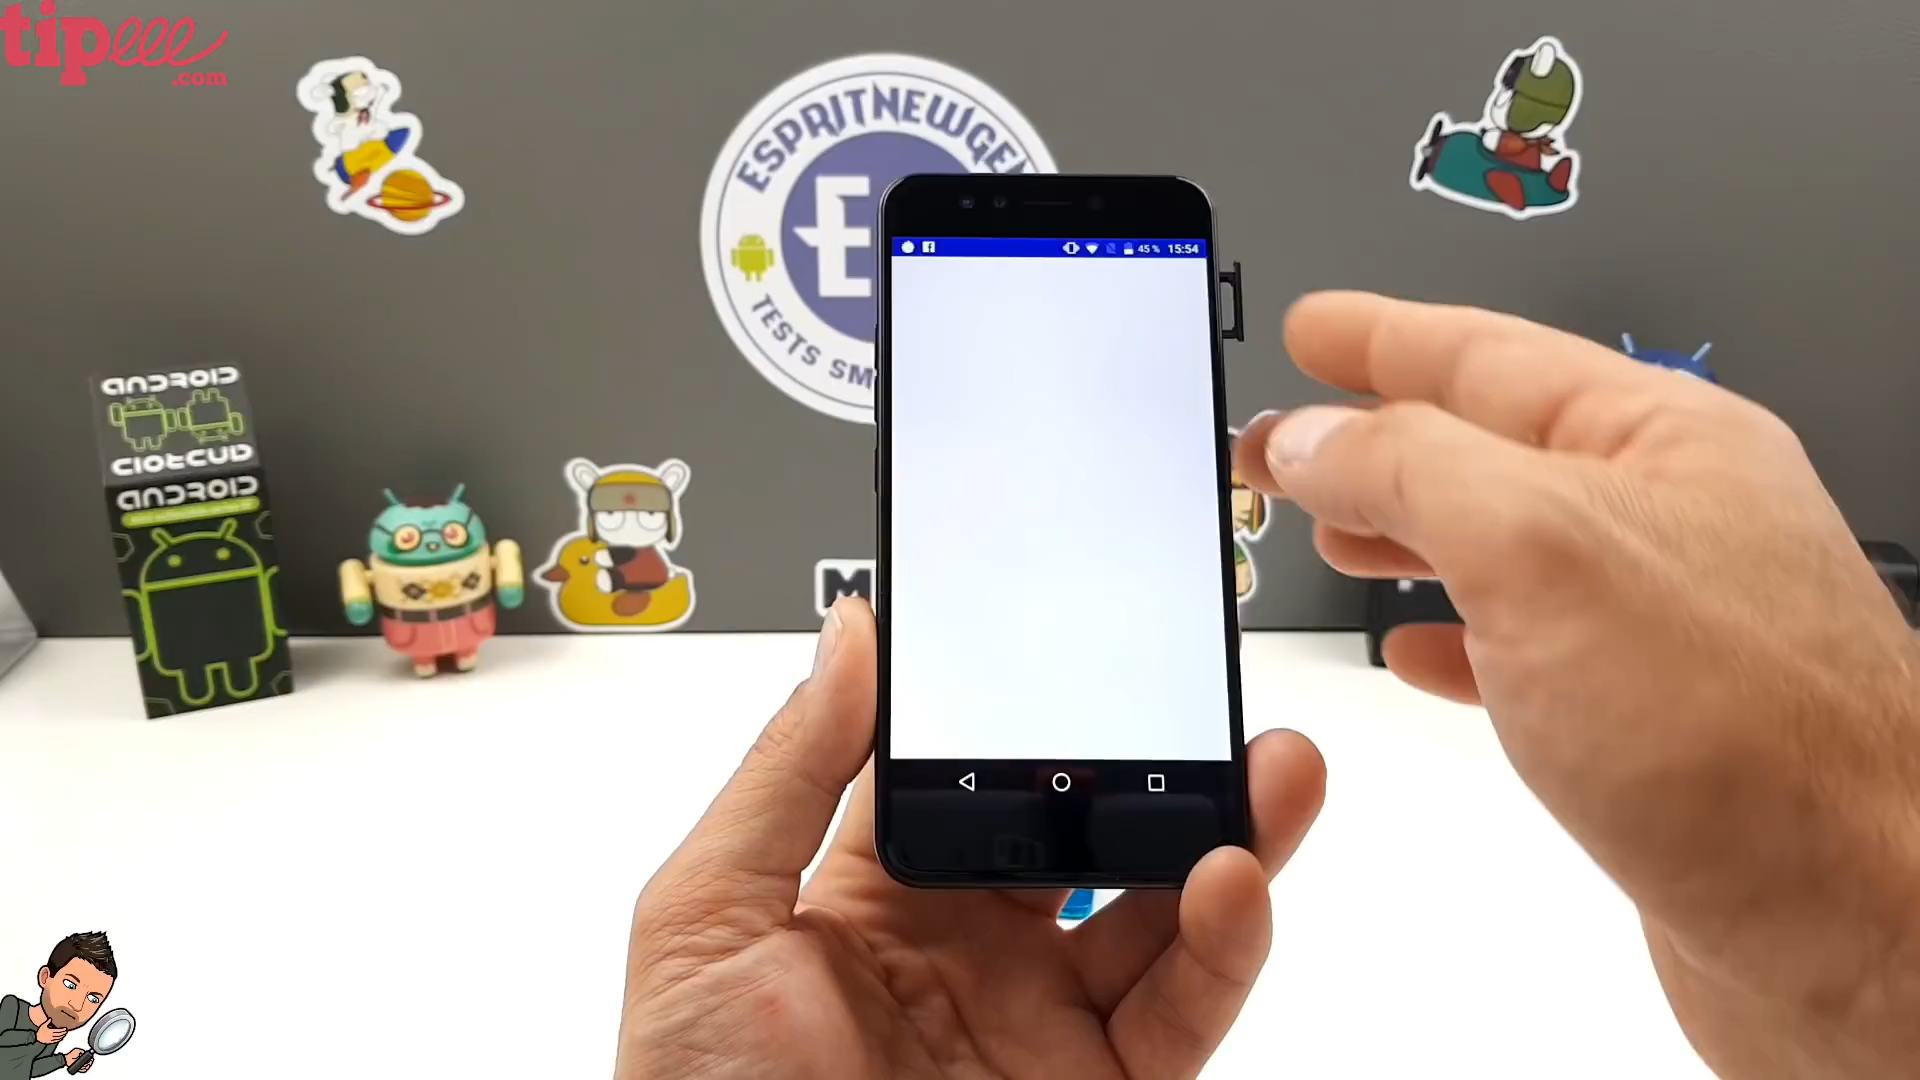 tipeee
.com
ESPRITNEWGE
E
TESTS SM
45 % 15:54
ANDROID
ANDROID
M